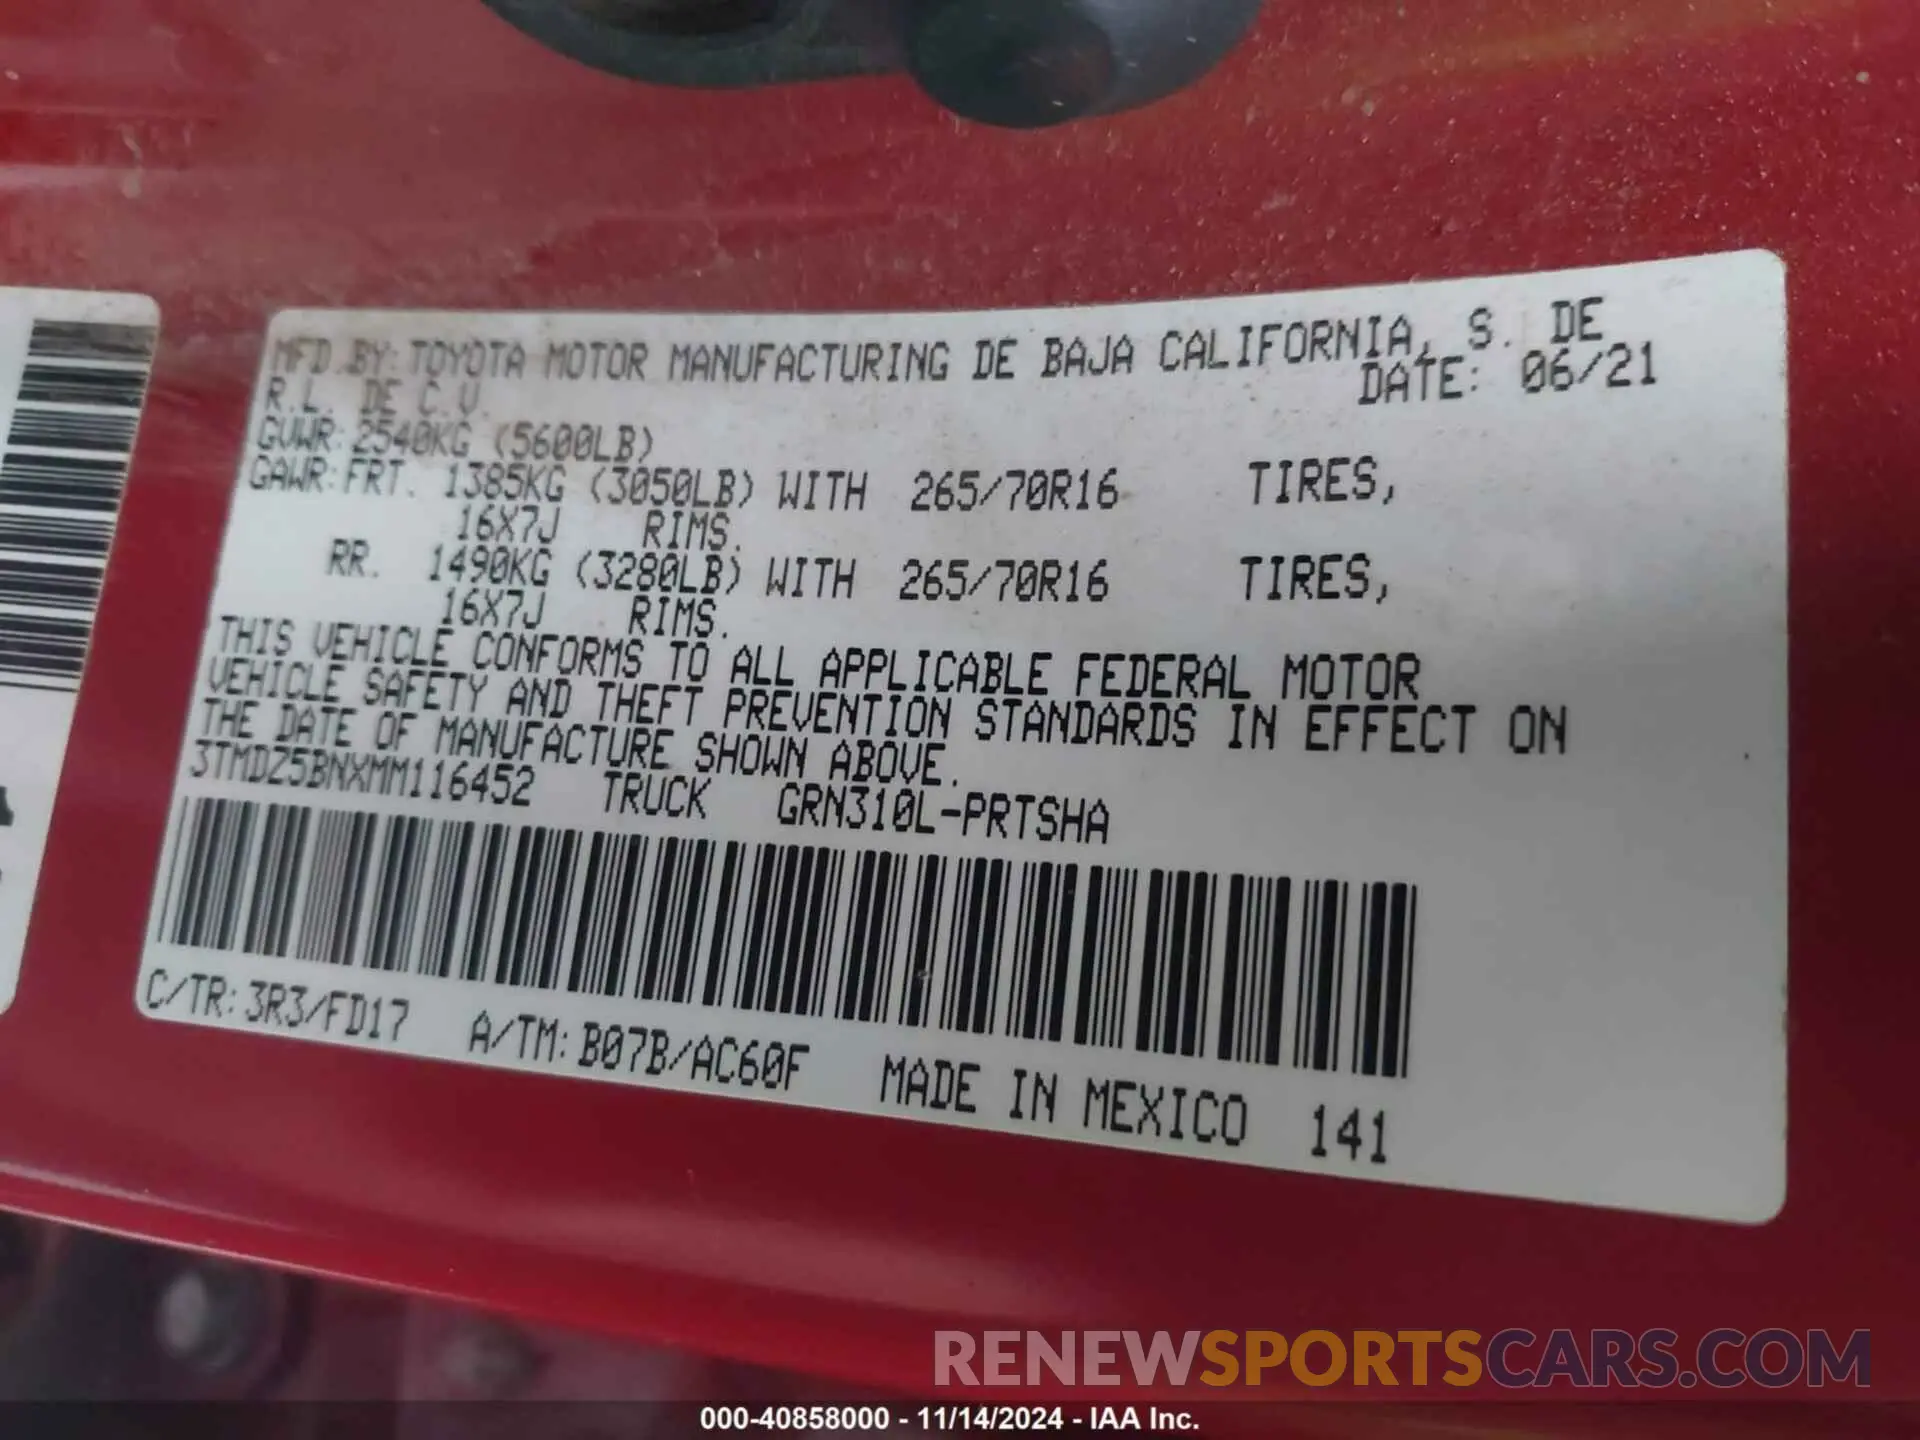 MFD.BY:TOYOTA MOTOR MANUFACTURING DE BAJA CALIFORNIA, S. DE
R.L. DE C.V.
DATE: 06/21
GVWR:2540KG (5600LB)
GAWR:FRT. 1385KG (3050LB) WITH 265/70R16 TIRES,
16X7J RIMS.
RR. 1490KG (3280LB) WITH 265/70R16 TIRES,
16X7J RIMS.
THIS VEHICLE CONFORMS TO ALL APPLICABLE FEDERAL MOTOR
VEHICLE SAFETY AND THEFT PREVENTION STANDARDS IN EFFECT ON
THE DATE OF MANUFACTURE SHOWN ABOVE.
3TMDZ5BNXMM116452 TRUCK GRN310L-PRTSHA
C/TR:3R3/FD17 A/TM:B07B/AC60F MADE IN MEXICO 141
RENEWSPORTSCARS.COM
000-40858000 - 11/14/2024 - IAA Inc.